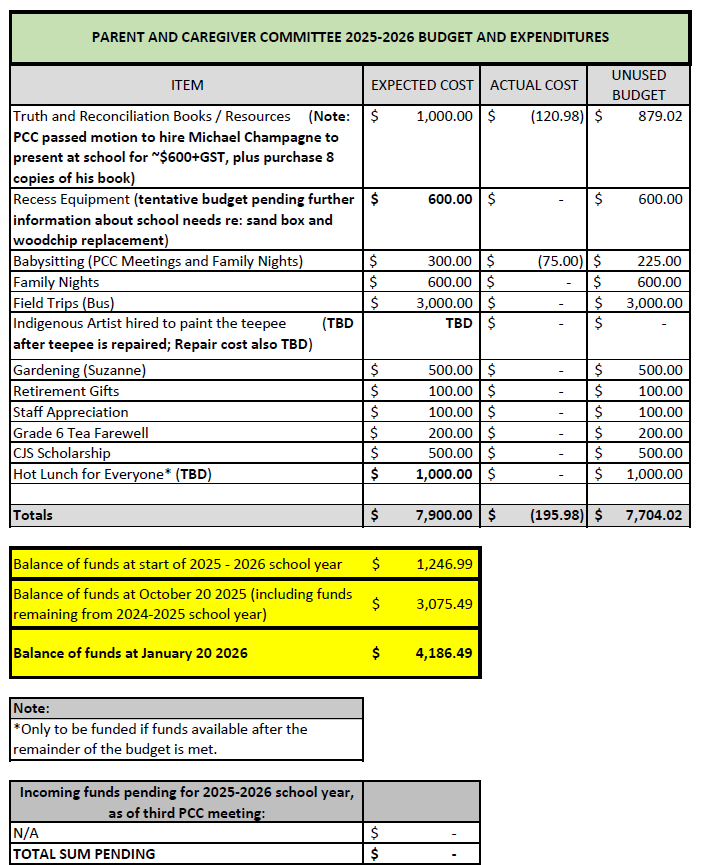 PARENT AND CAREGIVER COMMITTEE 2025-2026 BUDGET AND EXPENDITURES
ITEM EXPECTED COST ACTUAL COST UNUSED BUDGET
Truth and Reconciliation Books / Resources (Note: $ 1,000.00 $ (120.98) $ 879.02
PCC passed motion to hire Michael Champagne to
present at school for ~$600+GST, plus purchase 8
copies of his book)
Recess Equipment (tentative budget pending further $ 600.00 $ - $ 600.00
information about school needs re: sand box and
woodchip replacement)
Babysitting (PCC Meetings and Family Nights) $ 300.00 $ (75.00) $ 225.00
Family Nights $ 600.00 $ - $ 600.00
Field Trips (Bus) $ 3,000.00 $ - $ 3,000.00
Indigenous Artist hired to paint the teepee (TBD TBD $ - $ -
after teepee is repaired; Repair cost also TBD)
Gardening (Suzanne) $ 500.00 $ - $ 500.00
Retirement Gifts $ 100.00 $ - $ 100.00
Staff Appreciation $ 100.00 $ - $ 100.00
Grade 6 Tea Farewell $ 200.00 $ - $ 200.00
CJS Scholarship $ 500.00 $ - $ 500.00
Hot Lunch for Everyone* (TBD) $ 1,000.00 $ - $ 1,000.00
Totals $ 7,900.00 $ (195.98) $ 7,704.02
Balance of funds at start of 2025 - 2026 school year $ 1,246.99
Balance of funds at October 20 2025 (including funds $ 3,075.49
remaining from 2024-2025 school year)
Balance of funds at January 20 2026 $ 4,186.49
Note:
*Only to be funded if funds available after the
remainder of the budget is met.
Incoming funds pending for 2025-2026 school year,
as of third PCC meeting:
N/A $ -
TOTAL SUM PENDING $ -